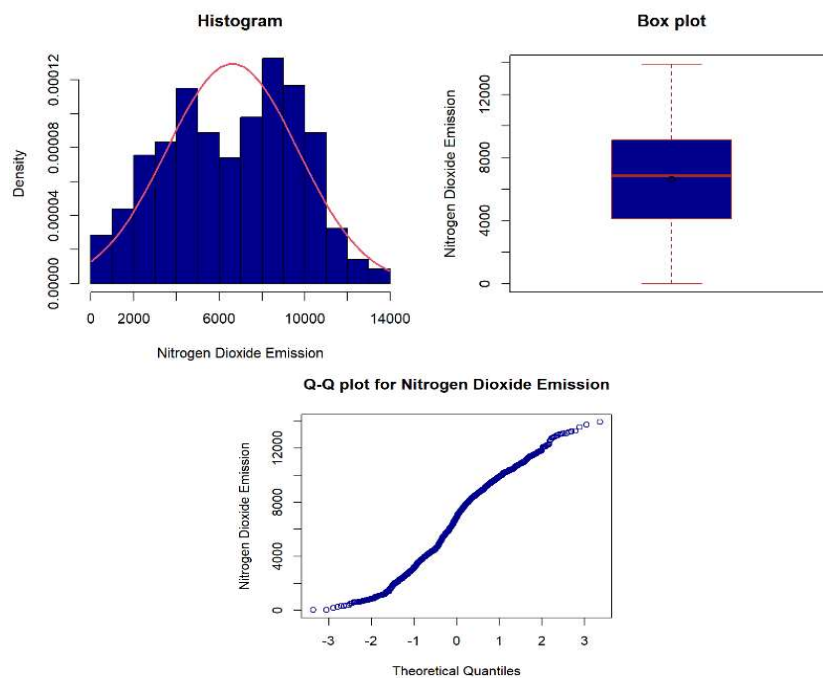 Histogram
Density
0.00012
0.00008
0.00004
0.00000
0 2000 6000 10000 14000
Nitrogen Dioxide Emission
Box plot
Nitrogen Dioxide Emission
12000
8000
4000
0
Q-Q plot for Nitrogen Dioxide Emission
Nitrogen Dioxide Emission
12000
8000
4000
0
-3 -2 -1 0 1 2 3
Theoretical Quantiles